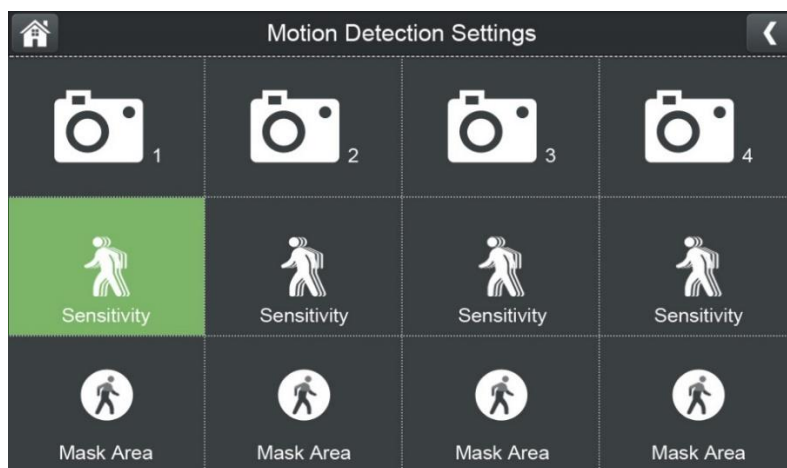 Motion Detection Settings
1 2 3 4
Sensitivity Sensitivity Sensitivity Sensitivity
Mask Area Mask Area Mask Area Mask Area